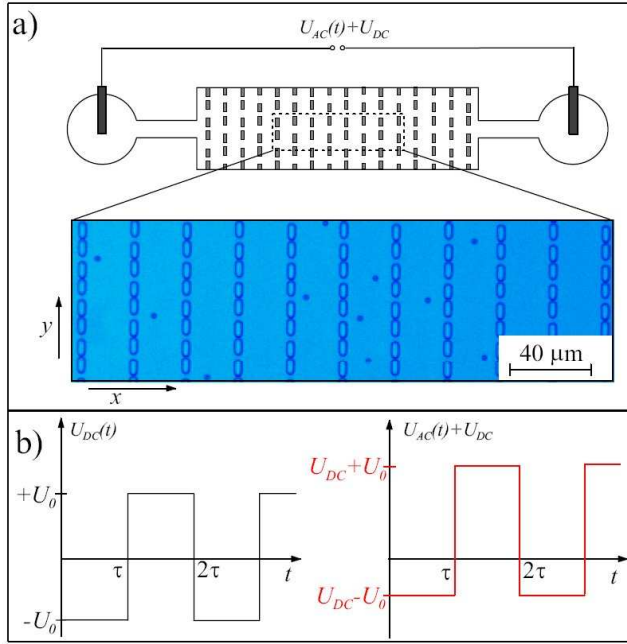 a)
U_AC(t)+U_DC
y
x
40 μm
b)
U_DC(t)
+U_0
-U_0
τ
2τ
t
U_AC(t)+U_DC
U_DC+U_0
U_DC-U_0
τ
2τ
t